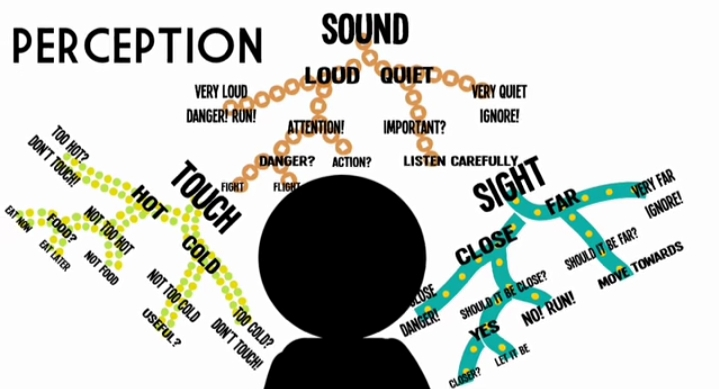 PERCEPTION
SOUND
LOUD
QUIET
VERY LOUD
DANGER! RUN!
VERY QUIET
IGNORE!
ATTENTION!
IMPORTANT?
DANGER?
ACTION?
LISTEN CAREFULLY
FIGHT
FLIGHT
TOUCH
HOT
COLD
TOO HOT?
DON'T TOUCH!
NOT TOO HOT
FOOD?
NOT FOOD
EAT NOW
EAT LATER
NOT TOO COLD
USEFUL?
TOO COLD?
DON'T TOUCH!
SIGHT
FAR
CLOSE
VERY FAR
IGNORE!
SHOULD IT BE FAR?
MOVE TOWARDS
CLOSE
DANGER!
SHOULD IT BE CLOSE?
NO! RUN!
YES
LET IT BE
CLOSER?